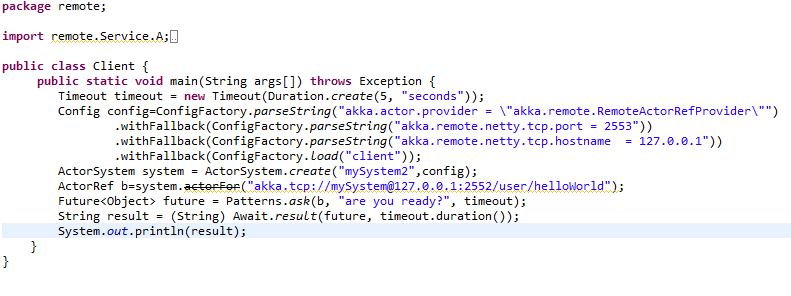 package remote;
import remote.Service.A;
public class Client {
public static void main(String args[]) throws Exception {
Timeout timeout = new Timeout(Duration.create(5, "seconds"));
Config config=ConfigFactory.parseString("akka.actor.provider = \"akka.remote.RemoteActorRefProvider\"")
.withFallback(ConfigFactory.parseString("akka.remote.netty.tcp.port = 2553"))
.withFallback(ConfigFactory.parseString("akka.remote.netty.tcp.hostname  = 127.0.0.1"))
.withFallback(ConfigFactory.load("client"));
ActorSystem system = ActorSystem.create("mySystem2",config);
ActorRef b=system.actorFor("akka.tcp://mySystem@127.0.0.1:2552/user/helloWorld");
Future<Object> future = Patterns.ask(b, "are you ready?", timeout);
String result = (String) Await.result(future, timeout.duration());
System.out.println(result);
}
}